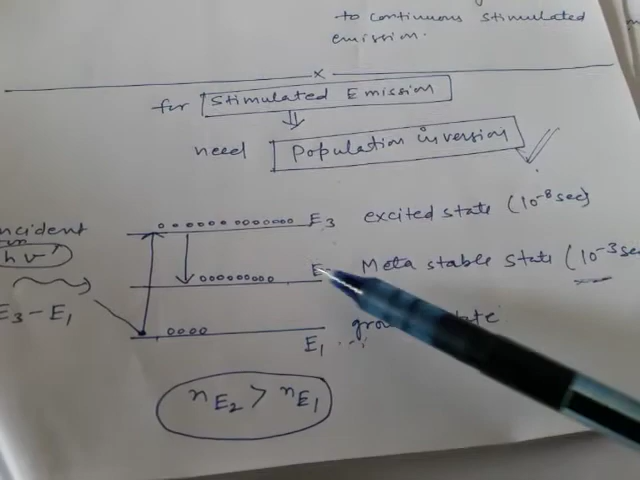 to continuous stimulated
emission.
x
for Stimulated Emission
⇓
need Population inversion
incident
hν
E3 – E1
E3 excited state (10⁻⁸ sec)
E Meta stable state (10⁻³ se
E1
nE2 > nE1